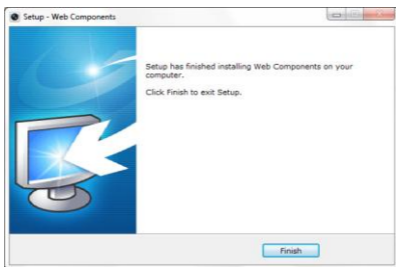 Setup - Web Components
Setup has finished installing Web Components on your
computer.
Click Finish to exit Setup.
Finish